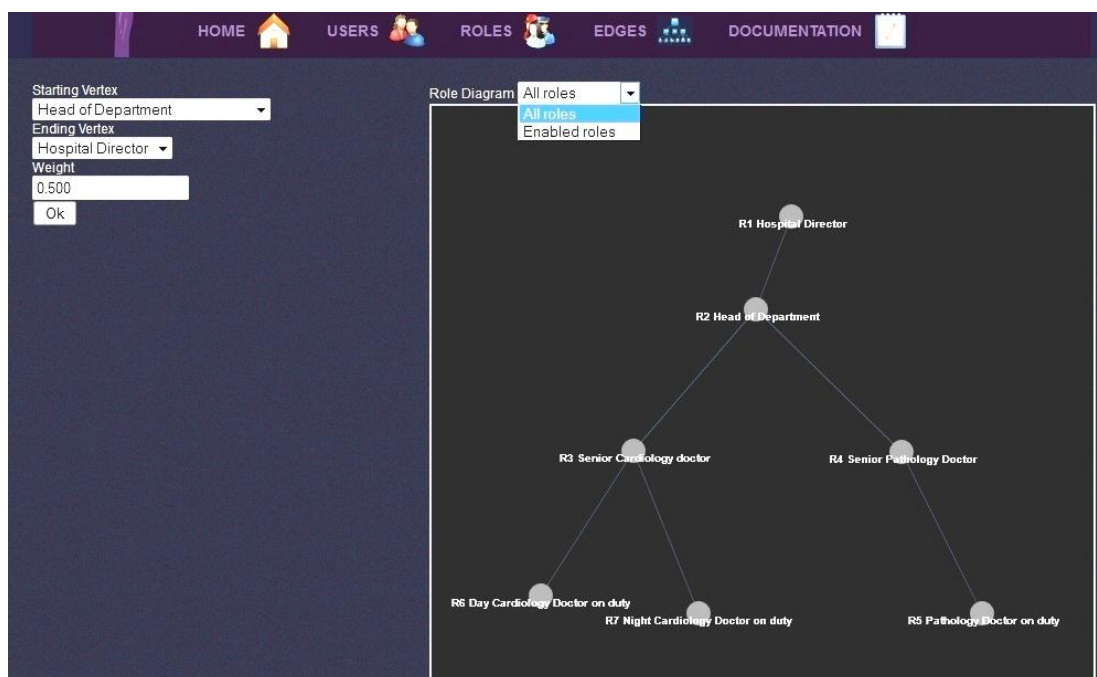 HOME USERS ROLES EDGES DOCUMENTATION
Starting Vertex
Head of Department
Ending Vertex
Hospital Director
Weight
0.500
Ok
Role Diagram All roles
All roles
Enabled roles
R1 Hospital Director
R2 Head of Department
R3 Senior Cardiology doctor
R4 Senior Pathology Doctor
R6 Day Cardiology Doctor on duty
R7 Night Cardiology Doctor on duty
R5 Pathology Doctor on duty